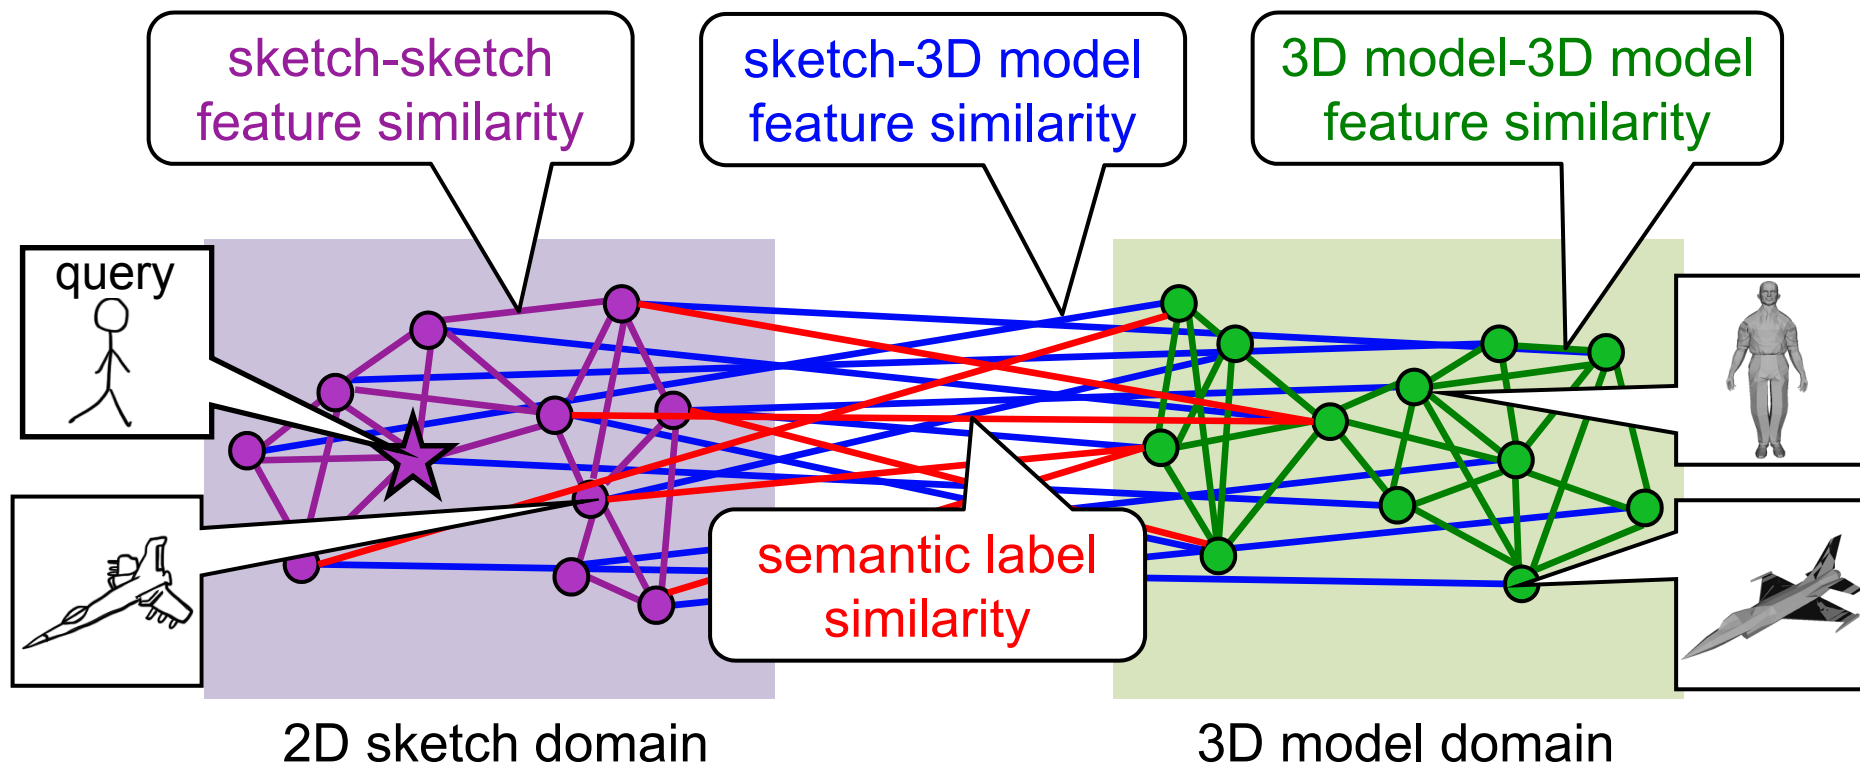 sketch-sketch
feature similarity
sketch-3D model
feature similarity
3D model-3D model
feature similarity
query
semantic label
similarity
2D sketch domain
3D model domain